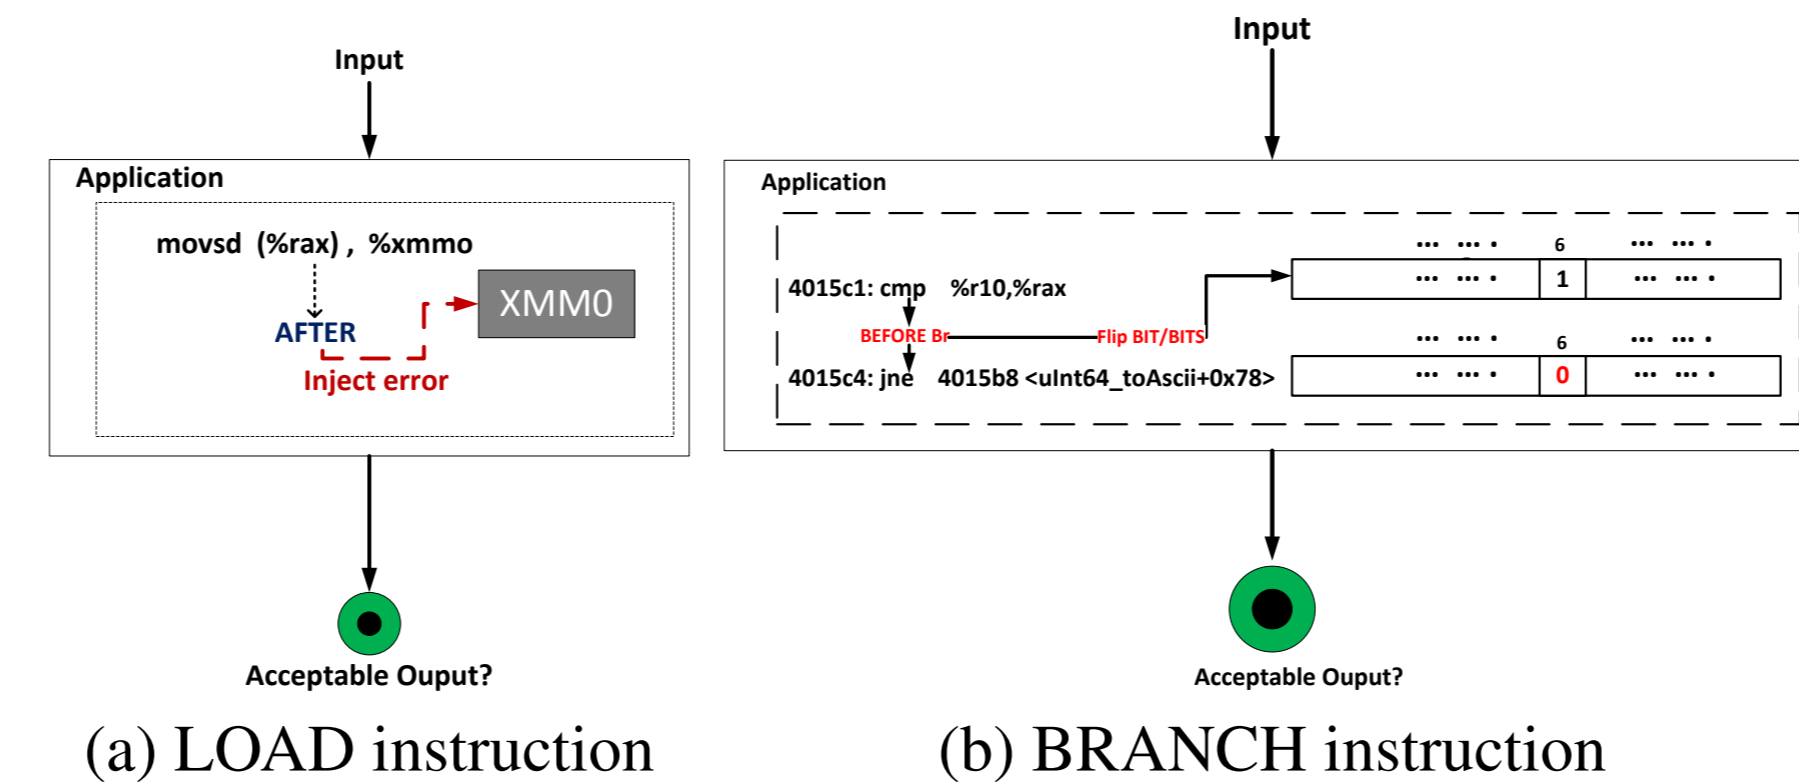 Input
Application
movsd (%rax) , %xmmo
AFTER
Inject error
XMM0
Acceptable Ouput?
(a) LOAD instruction
Input
Application
... ... . 6 ... ... .
... ... . 1 ... ... .
4015c1: cmp %r10,%rax
BEFORE Br
Flip BIT/BITS
... ... . 6 ... ... .
4015c4: jne 4015b8 <uInt64_toAscii+0x78>
... ... . 0 ... ... .
Acceptable Ouput?
(b) BRANCH instruction